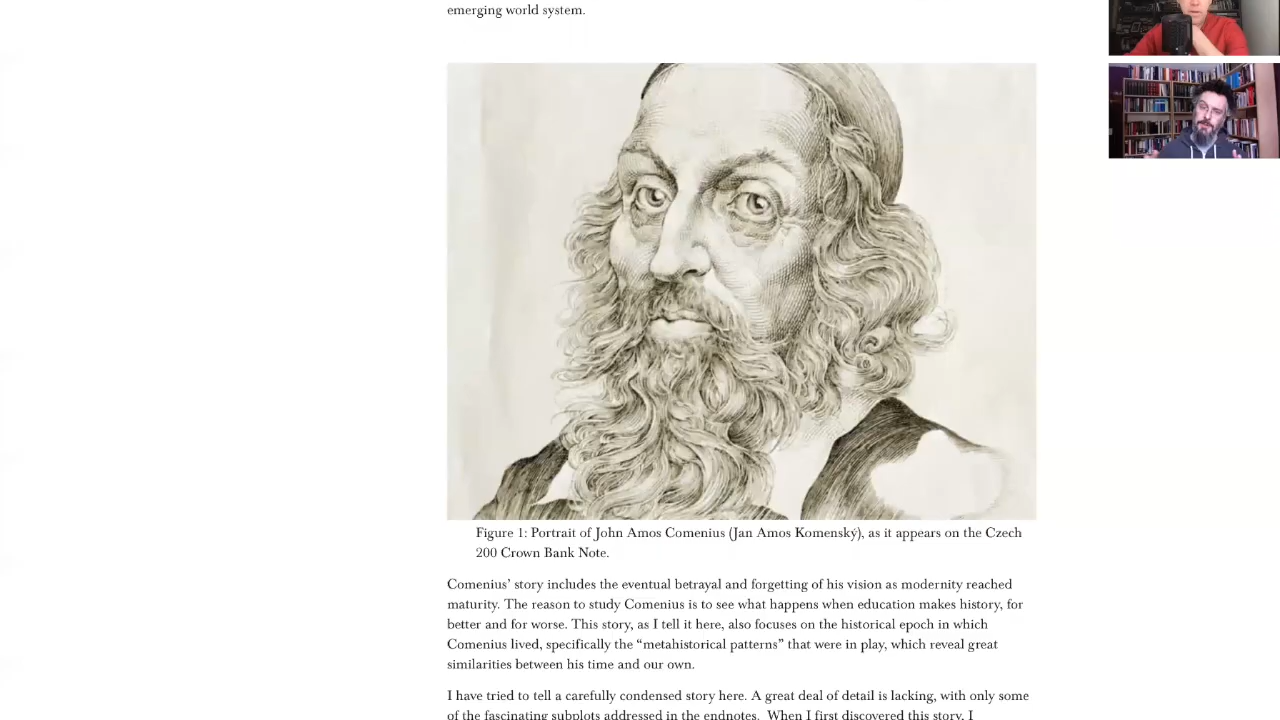 emerging world system.
Figure 1: Portrait of John Amos Comenius (Jan Amos Komenský), as it appears on the Czech
200 Crown Bank Note.
Comenius’ story includes the eventual betrayal and forgetting of his vision as modernity reached
maturity. The reason to study Comenius is to see what happens when education makes history, for
better and for worse. This story, as I tell it here, also focuses on the historical epoch in which
Comenius lived, specifically the “metahistorical patterns” that were in play, which reveal great
similarities between his time and our own.
I have tried to tell a carefully condensed story here. A great deal of detail is lacking, with only some
of the fascinating subplots addressed in the endnotes. When I first discovered this story, I